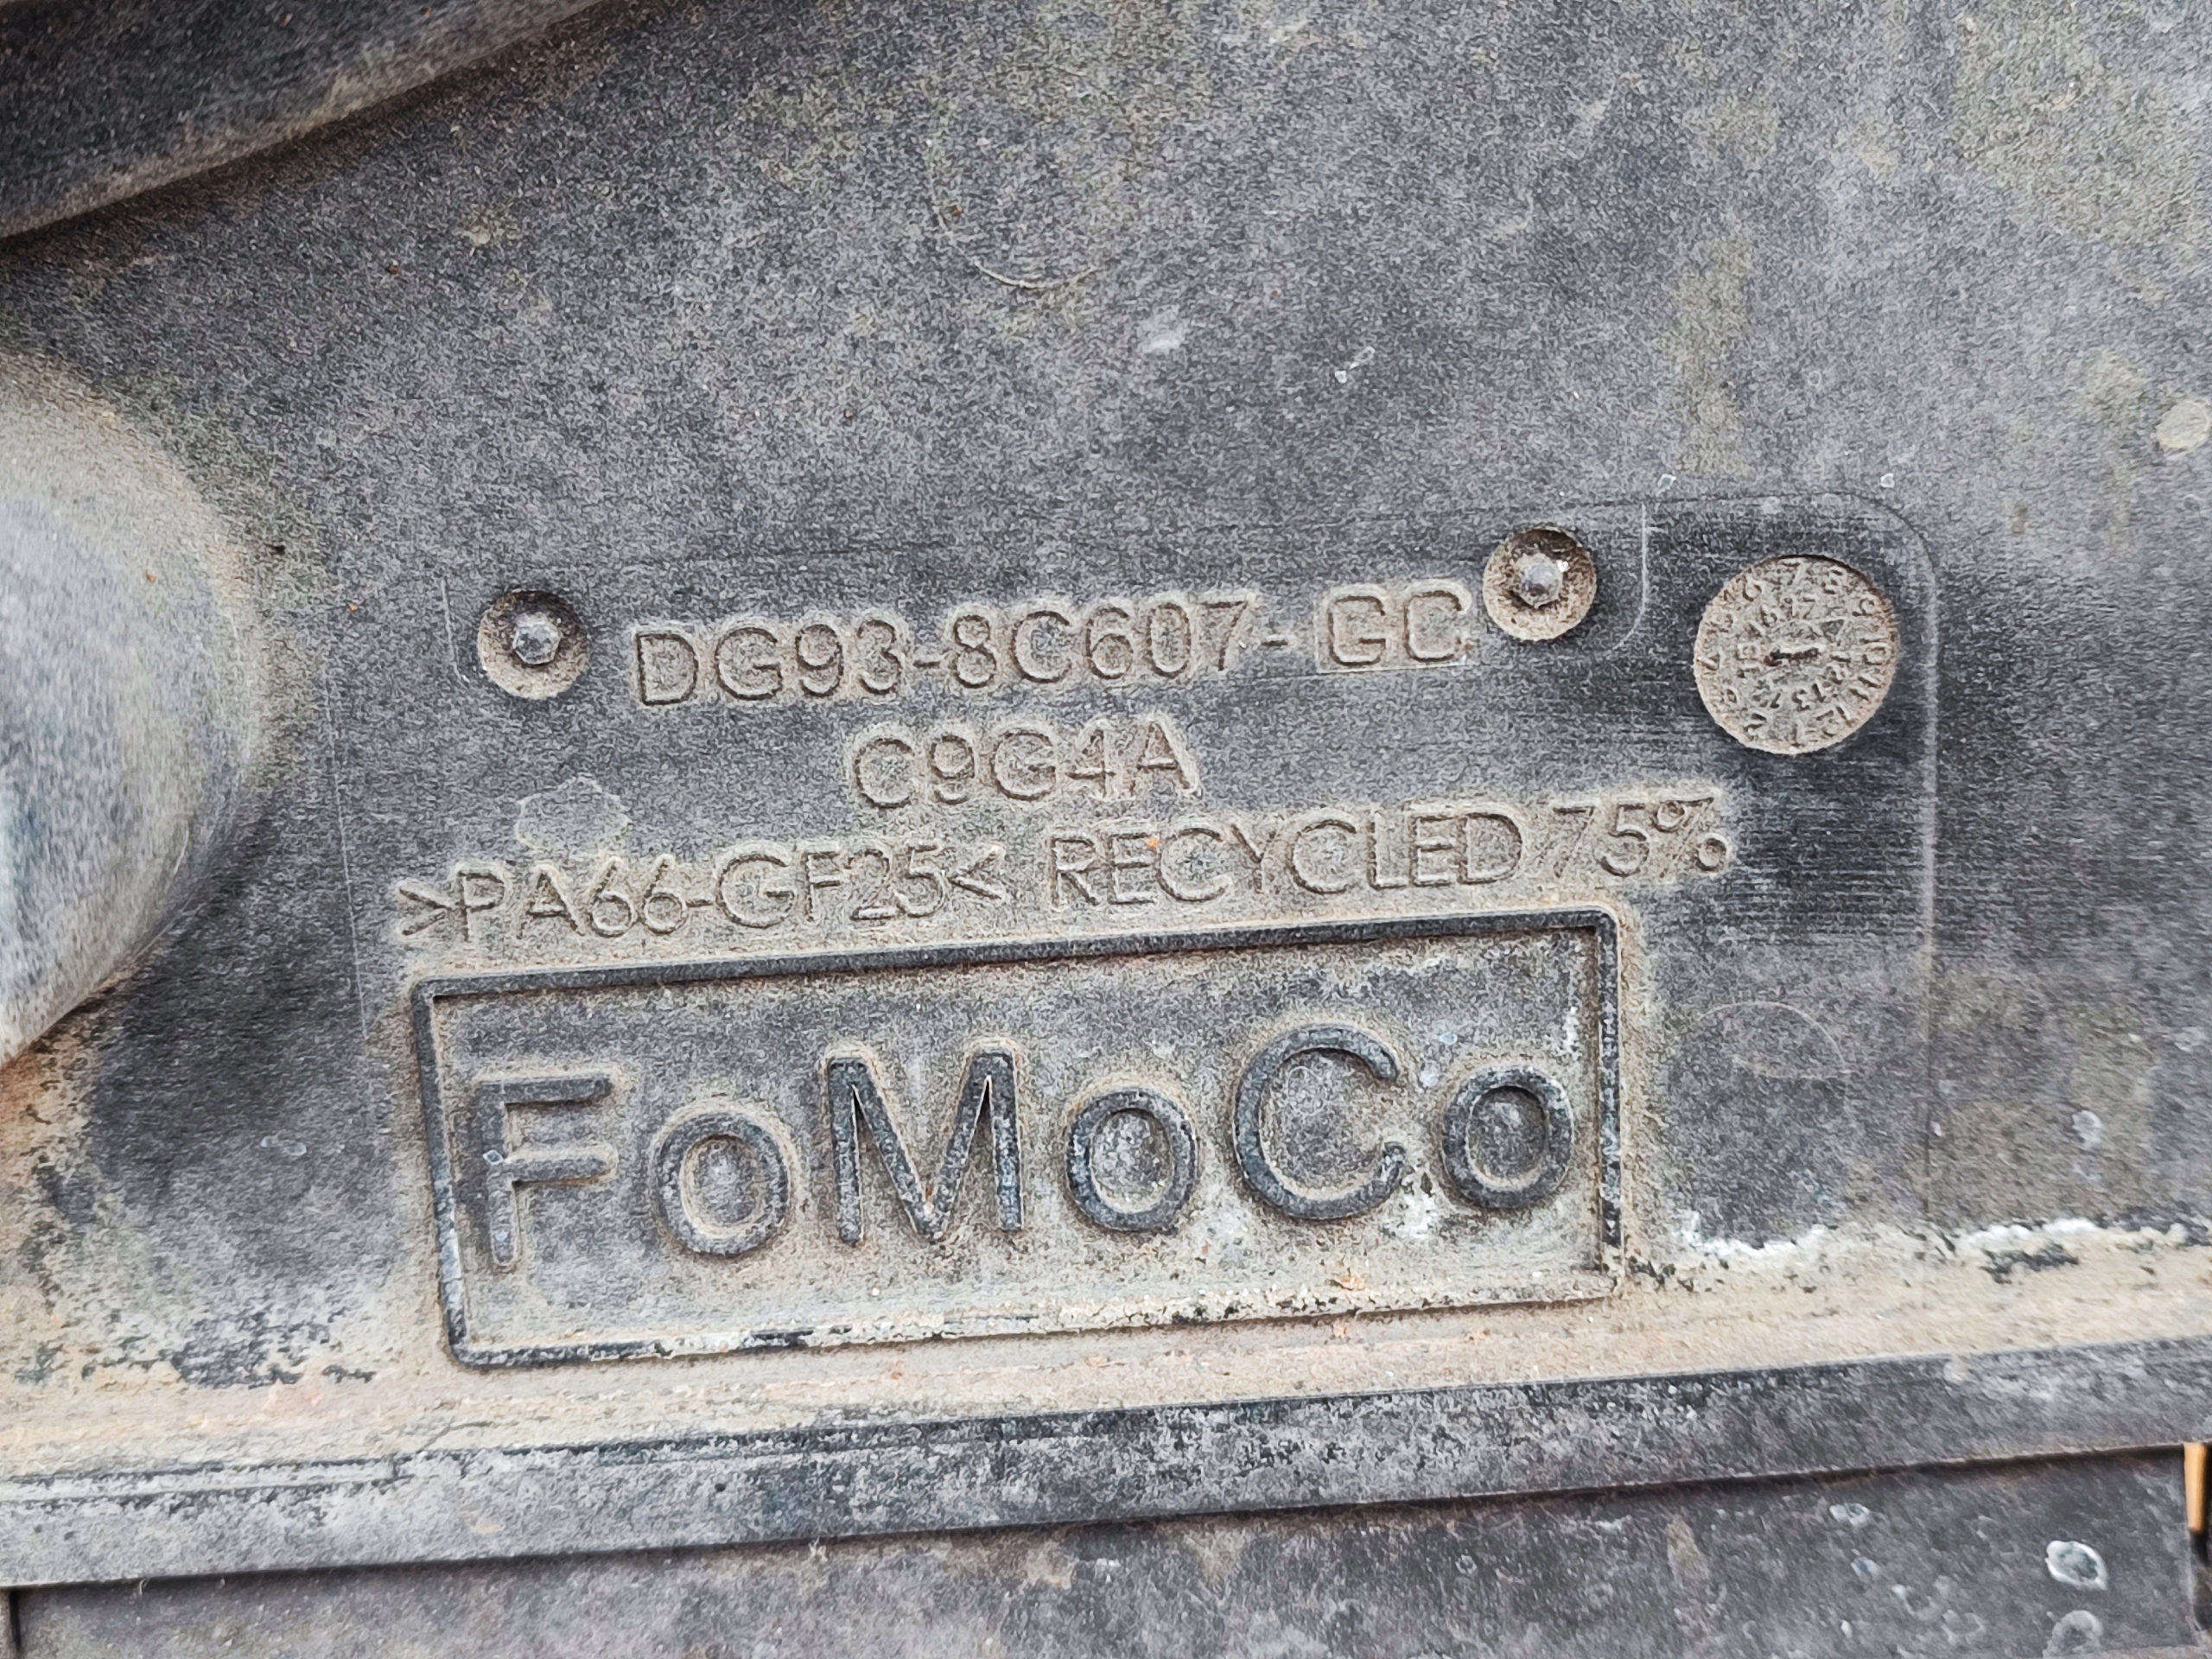 DG93-8C607-GC
C9G4A
>PA66-GF25< RECYCLED 75%
FoMoCo